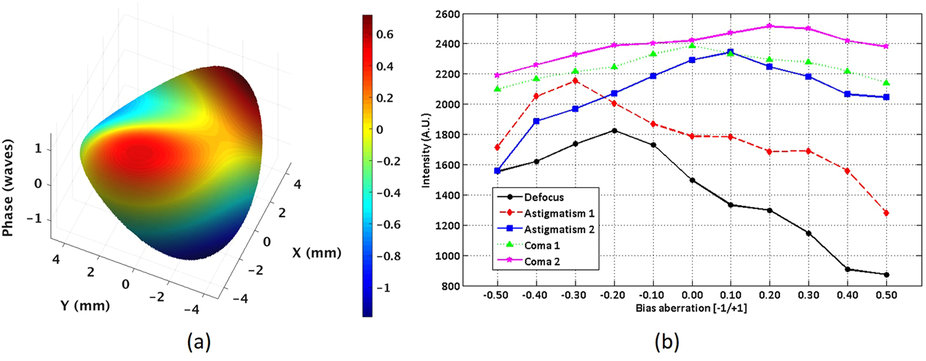 Phase (waves)
1
0
−1
4
2
0
−2
−4
Y (mm)
4
2
0
−2
−4
X (mm)
0.6
0.4
0.2
0
-0.2
-0.4
-0.6
-0.8
-1
(a)
Intensity (A.U.)
2600
2400
2200
2000
1800
1600
1400
1200
1000
800
Defocus
Astigmatism 1
Astigmatism 2
Coma 1
Coma 2
-0.50 -0.40 -0.30 -0.20 -0.10 0.00 0.10 0.20 0.30 0.40 0.50
Bias aberration [-1/+1]
(b)